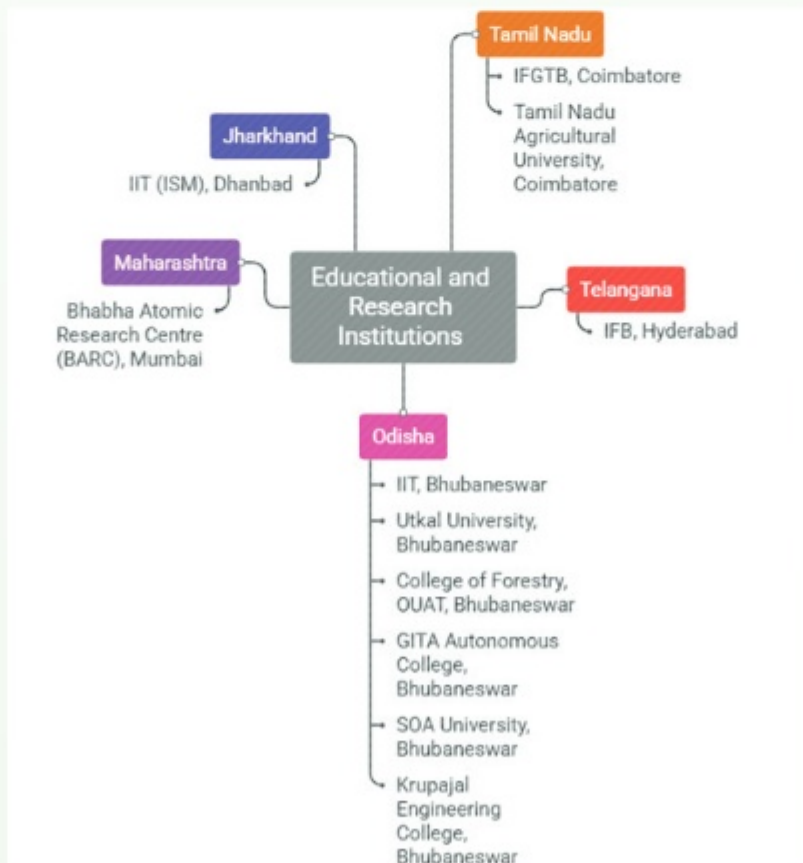 Tamil Nadu
IFGTB, Coimbatore
Tamil Nadu
Agricultural
University,
Coimbatore
Jharkhand
IIT (ISM), Dhanbad
Maharashtra
Bhabha Atomic
Research Centre
(BARC), Mumbai
Educational and
Research
Institutions
Telangana
IFB, Hyderabad
Odisha
IIT, Bhubaneswar
Utkal University,
Bhubaneswar
College of Forestry,
OUAT, Bhubaneswar
GITA Autonomous
College,
Bhubaneswar
SOA University,
Bhubaneswar
Krupajal
Engineering
College,
Bhubaneswar